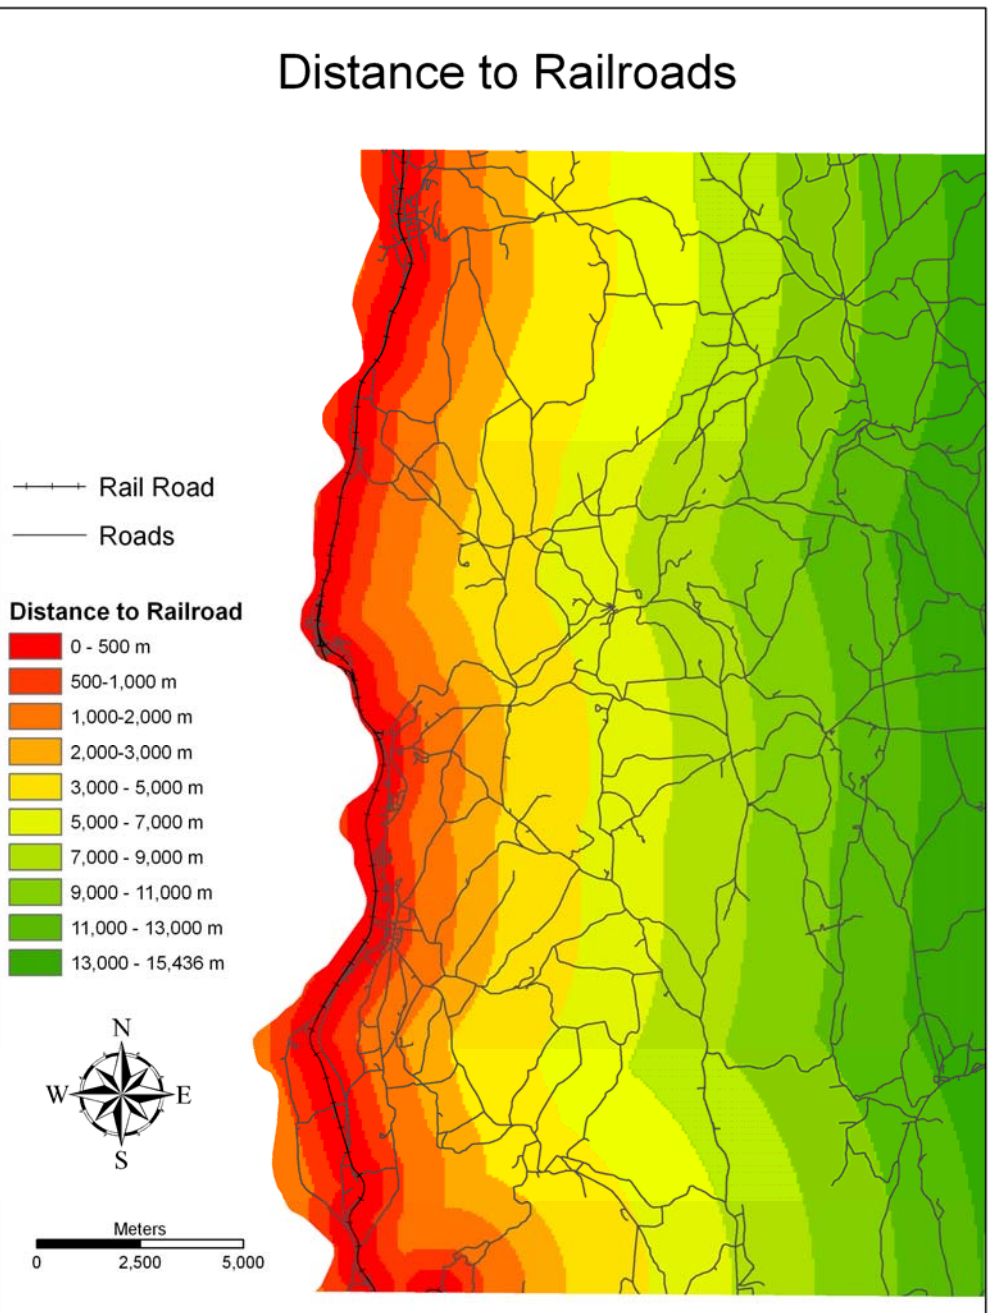 Distance to Railroads
Rail Road
Roads
Distance to Railroad
0 - 500 m
500-1,000 m
1,000-2,000 m
2,000-3,000 m
3,000 - 5,000 m
5,000 - 7,000 m
7,000 - 9,000 m
9,000 - 11,000 m
11,000 - 13,000 m
13,000 - 15,436 m
N
W E
S
Meters
0 2,500 5,000